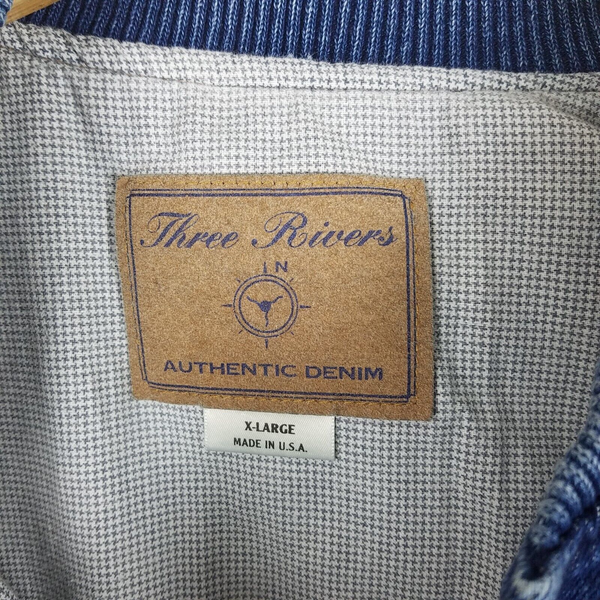 Three Rivers
IN
AUTHENTIC DENIM
X-LARGE
MADE IN U.S.A.